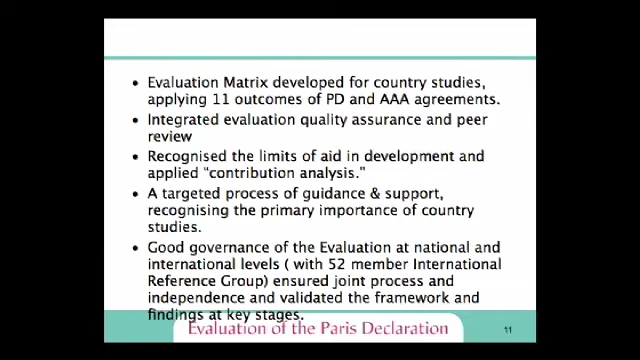 • Evaluation Matrix developed for country studies,
applying 11 outcomes of PD and AAA agreements.
• Integrated evaluation quality assurance and peer
review
• Recognised the limits of aid in development and
applied “contribution analysis.”
• A targeted process of guidance & support,
recognising the primary importance of country
studies.
• Good governance of the Evaluation at national and
international levels ( with 52 member International
Reference Group) ensured joint process and
independence and validated the framework and
findings at key stages.
Evaluation of the Paris Declaration
11